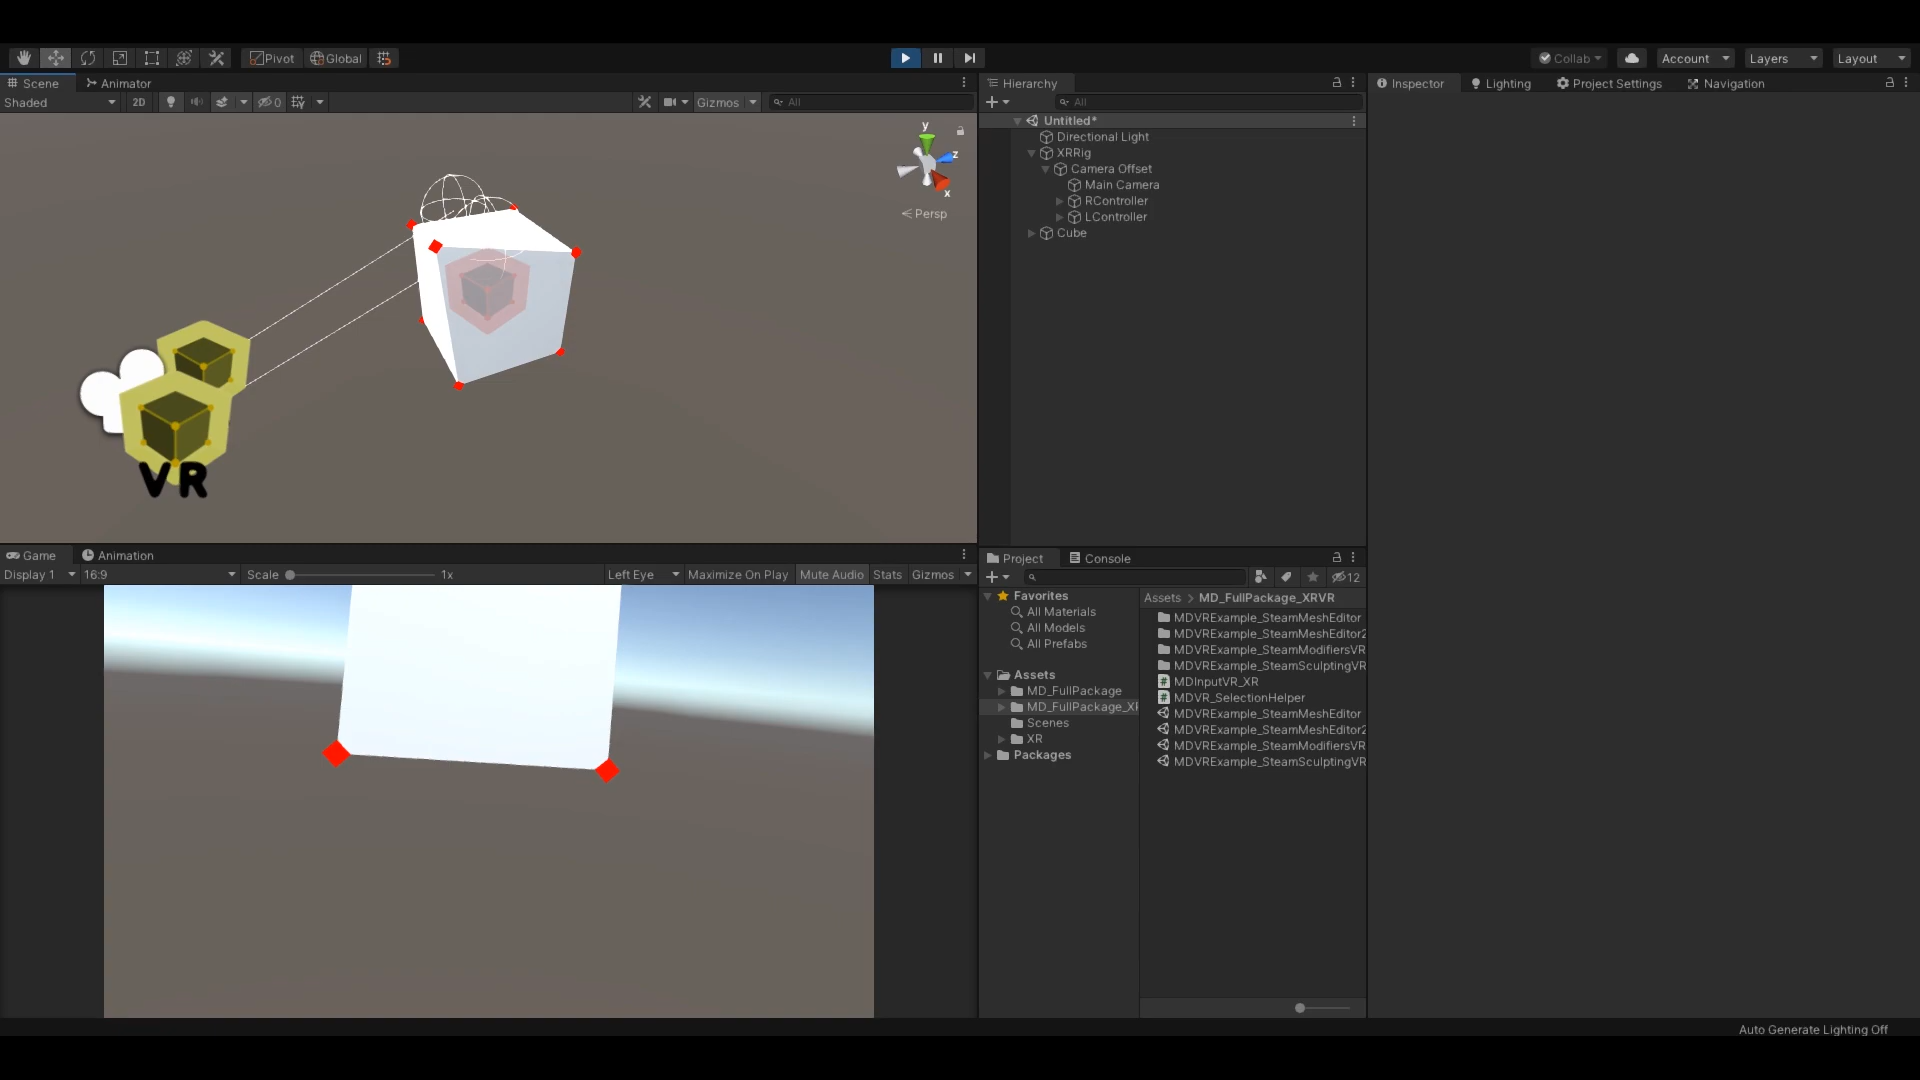 Pivot Global Collab Account Layers Layout
Scene Animator
Shaded 2D 0 Gizmos All
y
z
x
Persp
VR
Game Animation
Display 1 16:9 Scale 1x Left Eye Maximize On Play Mute Audio Stats Gizmos
Hierarchy
All
Untitled*
Directional Light
XRRig
Camera Offset
Main Camera
RController
LController
Cube
Project Console
12
Favorites
All Materials
All Models
All Prefabs
Assets
MD_FullPackage
MD_FullPackage_XR
Scenes
XR
Packages
Assets > MD_FullPackage_XRVR
MDVRExample_SteamMeshEditor
MDVRExample_SteamMeshEditor2
MDVRExample_SteamModifiersVR
MDVRExample_SteamSculptingVR
MDInputVR_XR
MDVR_SelectionHelper
MDVRExample_SteamMeshEditor
MDVRExample_SteamMeshEditor2
MDVRExample_SteamModifiersVR
MDVRExample_SteamSculptingVR
Inspector Lighting Project Settings Navigation
Auto Generate Lighting Off